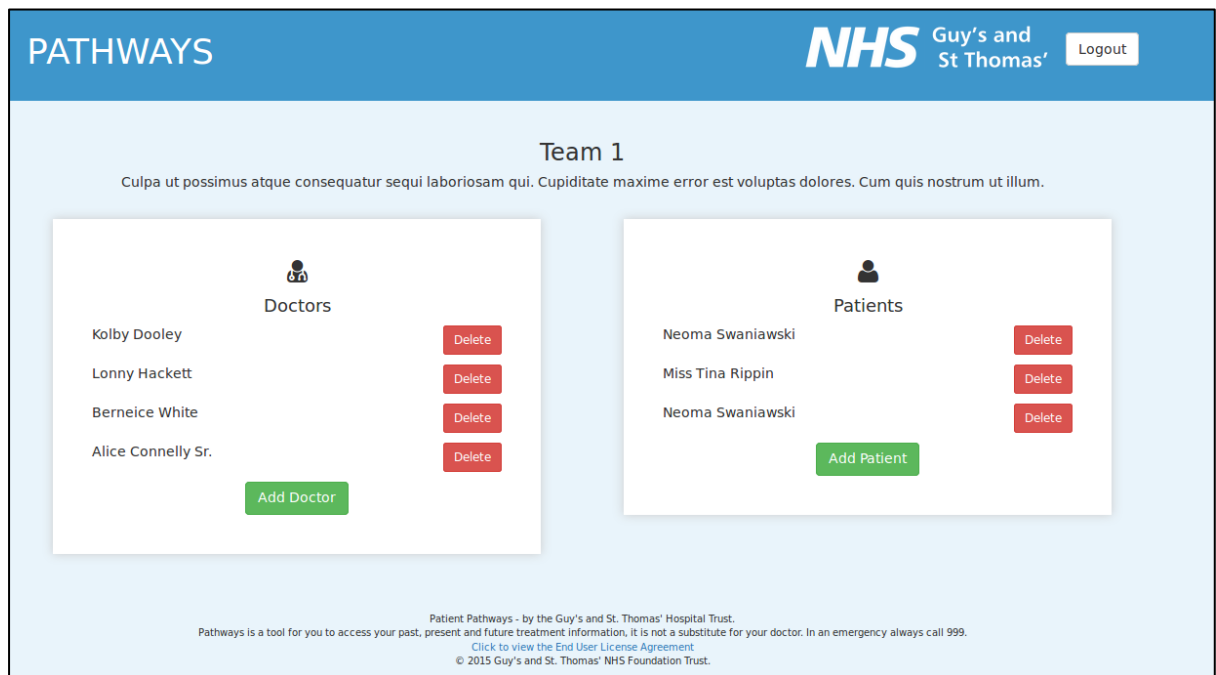 PATHWAYS
NHS Guy's and
St Thomas'
Logout
Team 1
Culpa ut possimus atque consequatur sequi laboriosam qui. Cupiditate maxime error est voluptas dolores. Cum quis nostrum ut illum.
Doctors
Kolby Dooley Delete
Lonny Hackett Delete
Berneice White Delete
Alice Connelly Sr. Delete
Add Doctor
Patients
Neoma Swaniawski Delete
Miss Tina Rippin Delete
Neoma Swaniawski Delete
Add Patient
Patient Pathways - by the Guy's and St. Thomas' Hospital Trust.
Pathways is a tool for you to access your past, present and future treatment information, it is not a substitute for your doctor. In an emergency always call 999.
Click to view the End User License Agreement
© 2015 Guy's and St. Thomas' NHS Foundation Trust.